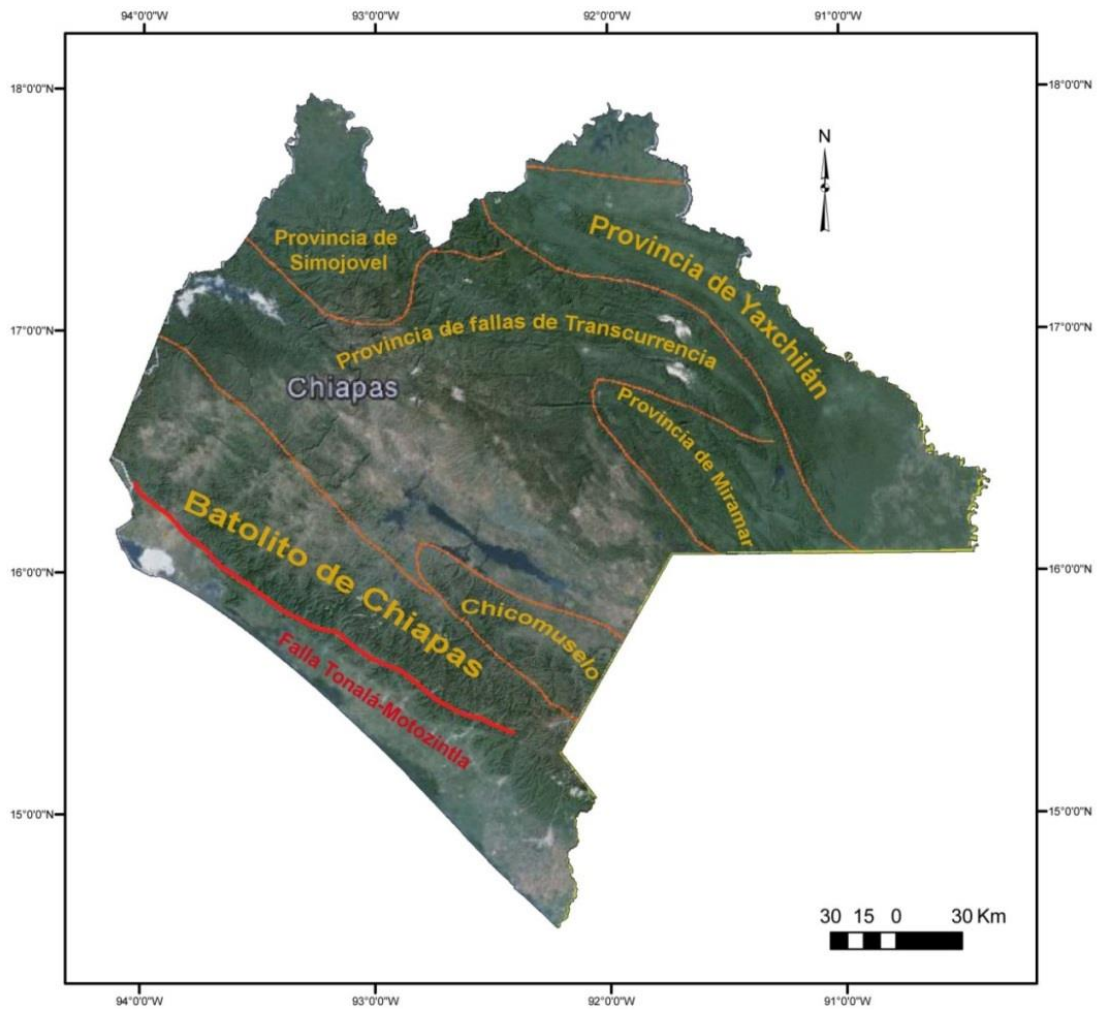 94°0'0"W
93°0'0"W
92°0'0"W
91°0'0"W
18°0'0"N
18°0'0"N
N
Provincia de
Simojovel
Provincia de Yaxchilán
17°0'0"N
17°0'0"N
Provincia de fallas de Transcurrencia
Chiapas
Provincia de Miramar
Batolito de Chiapas
16°0'0"N
16°0'0"N
Chicomuselo
Falla Tonalá-Motozintla
15°0'0"N
15°0'0"N
30 15 0 30 Km
94°0'0"W
93°0'0"W
92°0'0"W
91°0'0"W